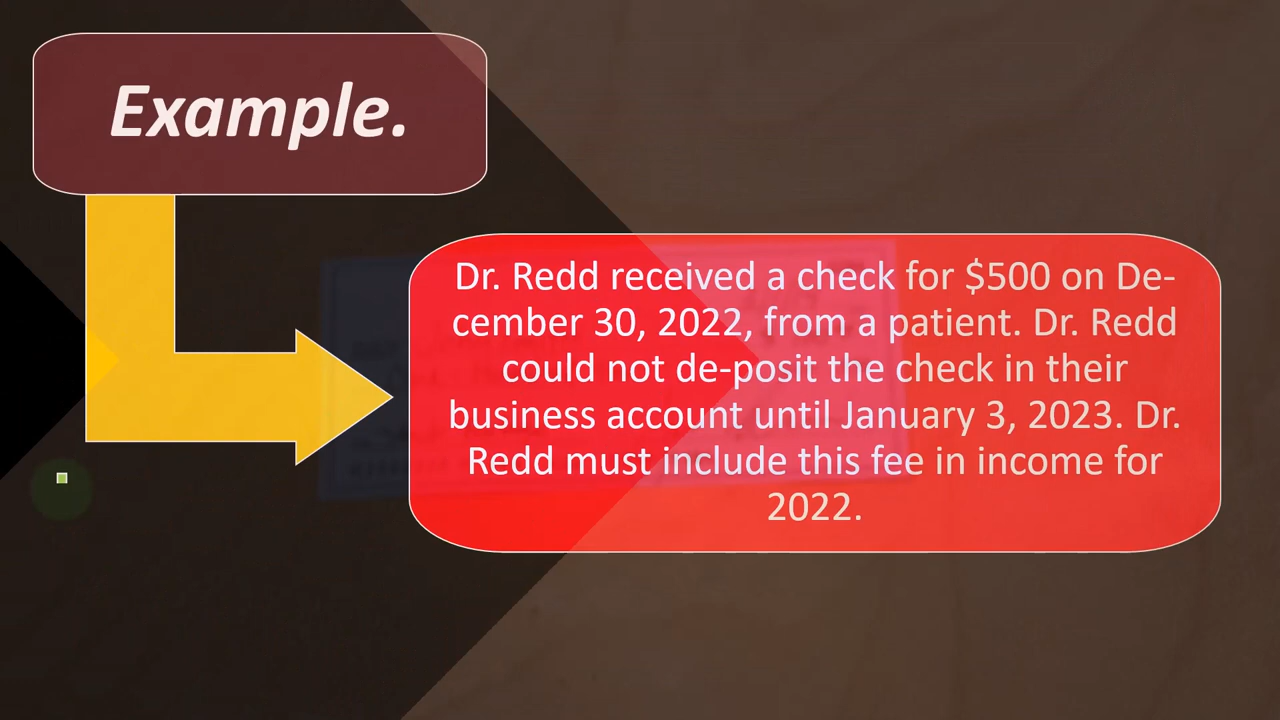 Example.
Dr. Redd received a check for $500 on De-
cember 30, 2022, from a patient. Dr. Redd
could not de-posit the check in their
business account until January 3, 2023. Dr.
Redd must include this fee in income for
2022.